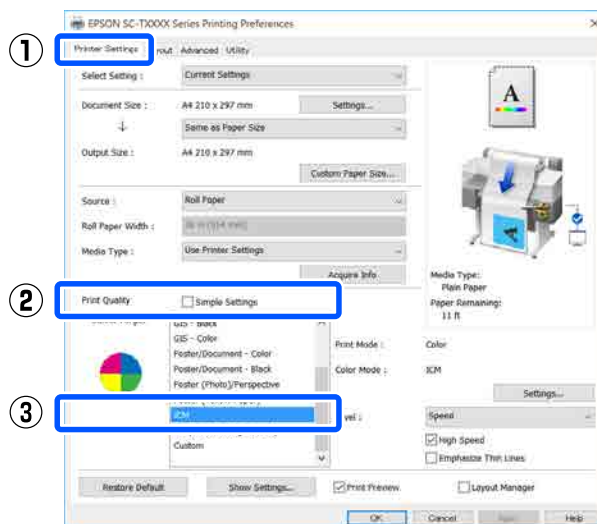 EPSON SC-TXXXX Series Printing Preferences
① Printer Settings Advanced Utility
Select Setting : Current Settings
Document Size : A4 210 x 297 mm Settings...
Same as Paper Size
Output Size : A4 210 x 297 mm
Custom Paper Size...
Source : Roll Paper
Roll Paper Width :
Media Type : Use Printer Settings
Acquire Info
Media Type:
Plain Paper
Paper Remaining:
11 ft
② Print Quality Simple Settings
GIS - Black
GIS - Color
Poster/Document - Color
Poster/Document - Black
Poster (Photo)/Perspective
③ ICM
Custom
Print Mode : Color
Color Mode : ICM
Settings...
Speed
High Speed
Emphasize Thin Lines
Restore Default Show Settings... Print Preview Layout Manager
OK Cancel Help
A